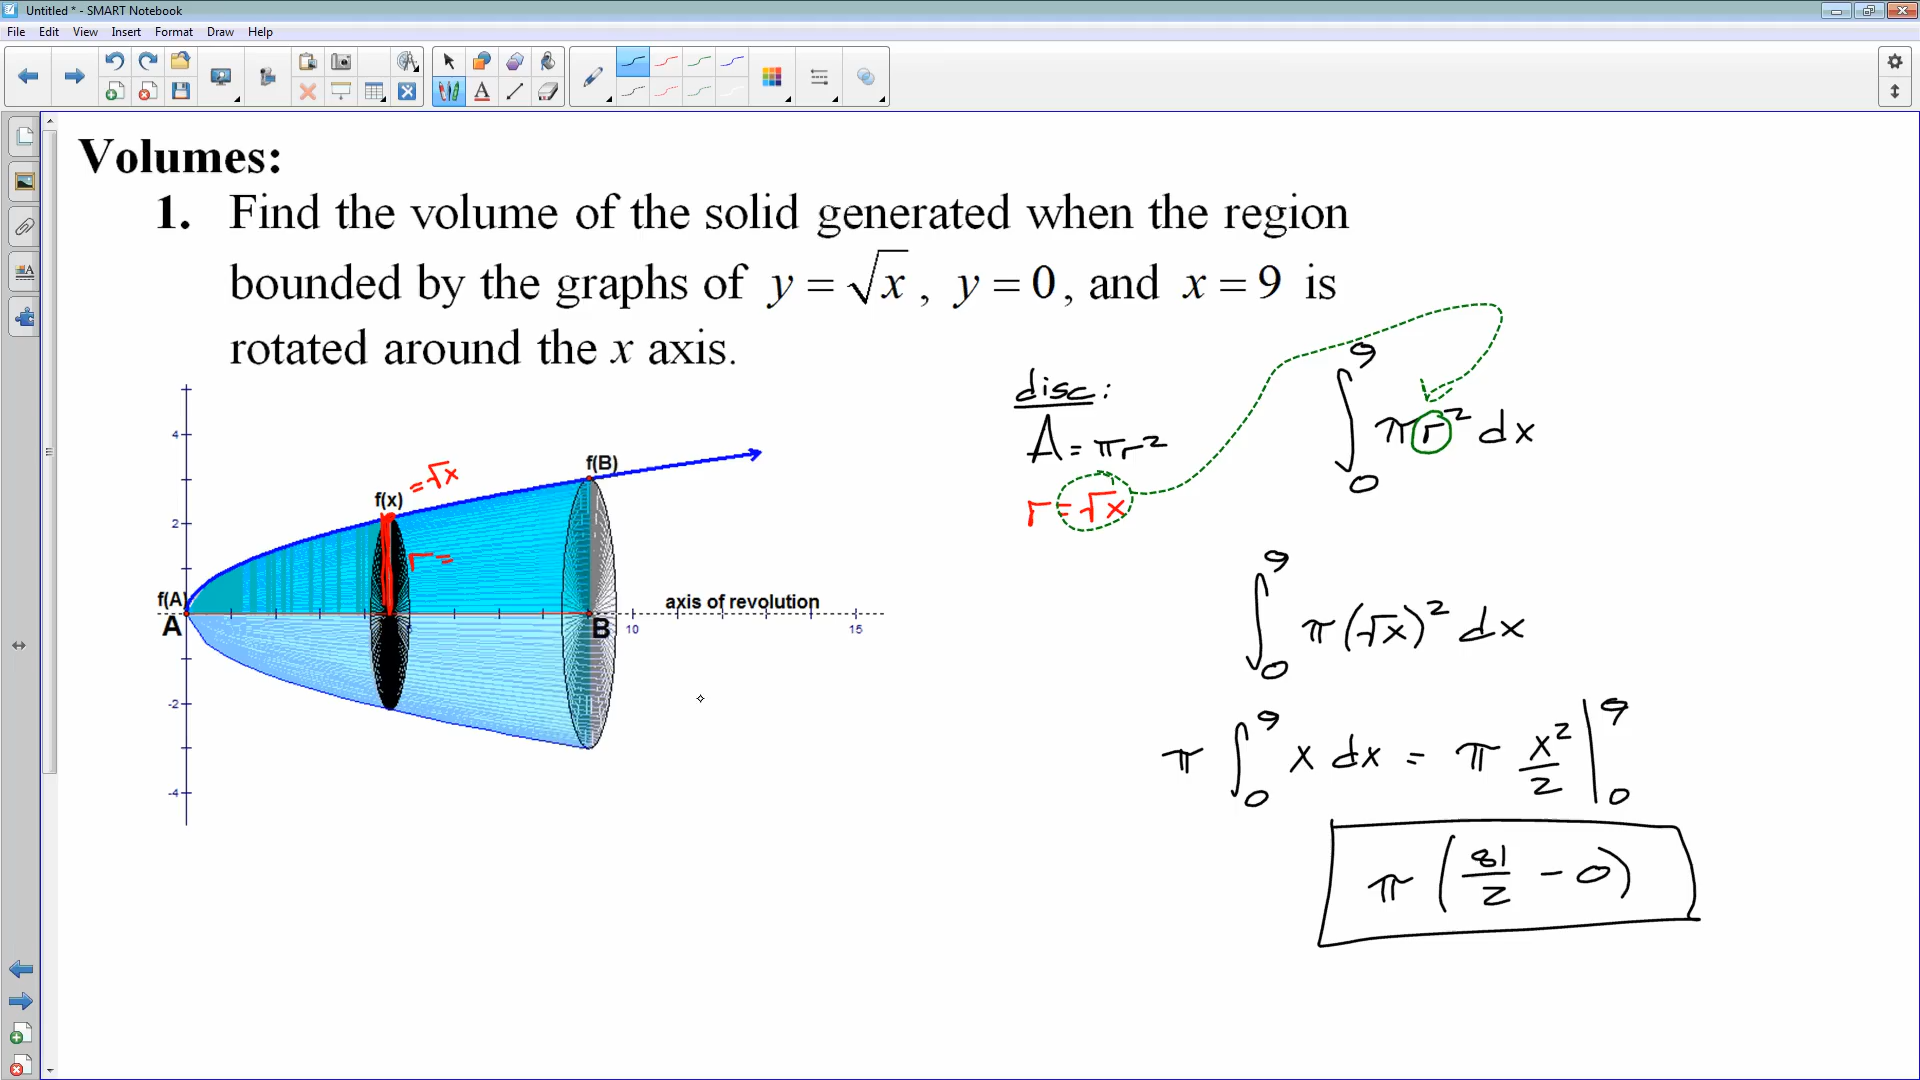 Untitled * - SMART Notebook
File Edit View Insert Format Draw Help
Volumes:
1. Find the volume of the solid generated when the region
bounded by the graphs of y = √x, y = 0, and x = 9 is
rotated around the x axis.
disc:
A = πr²
r = √x
∫₀⁹ πr² dx
∫₀⁹ π(√x)² dx
π ∫₀⁹ x dx = π x²/2 |₀⁹
π (81/2 − 0)
4
2
-2
-4
f(A)
A
f(x) = √x
r =
f(B)
B
10
15
axis of revolution